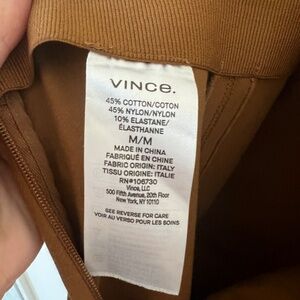 VINCE.
45% COTTON/COTON
45% NYLON/NYLON
10% ELASTANE/
ÉLASTHANNE
M/M
MADE IN CHINA
FABRIQUÉ EN CHINE
FABRIC ORIGIN: ITALY
TISSU ORIGINE: ITALIE
RN#106730
Vince, LLC
500 Fifth Avenue, 20th Floor
New York, NY 10110
SEE REVERSE FOR CARE
VOIR AU VERSO POUR LES SOINS